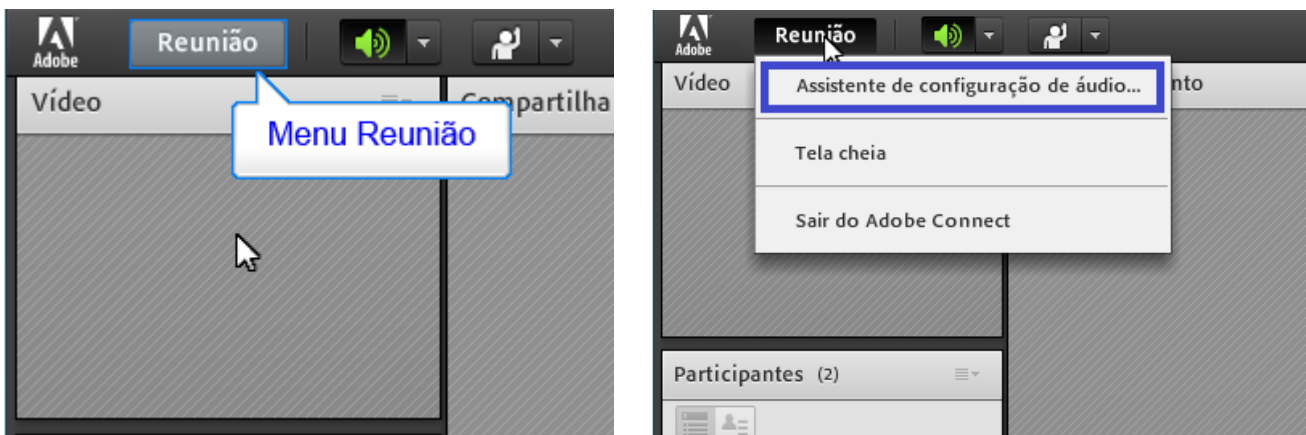 Adobe
Reunião
Vídeo
Menu Reunião
Adobe
Reunião
Vídeo
nto
Assistente de configuração de áudio...
Tela cheia
Sair do Adobe Connect
Participantes (2)